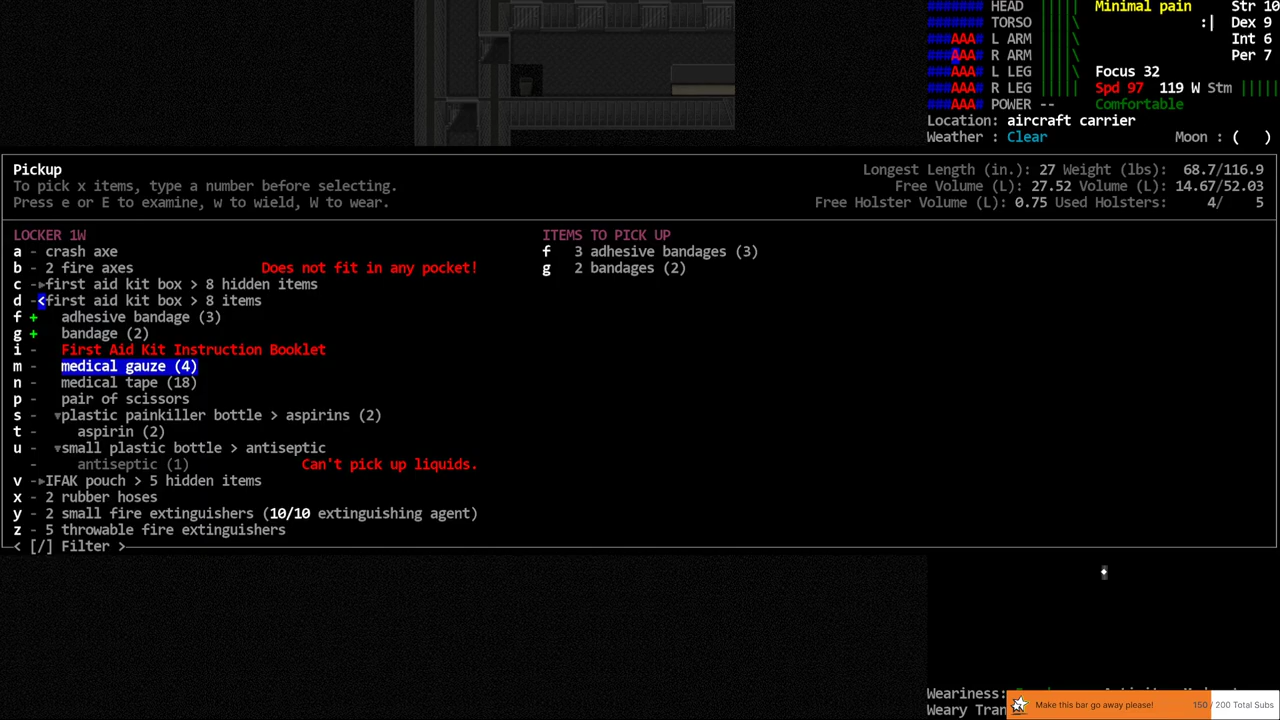 ####### HEAD |||||  Minimal pain  Str 10
####### TORSO ||||\  :| Dex 9
###AAA# L ARM ||||\  Int 6
###AAA# R ARM ||||\  Per 7
###AAA# L LEG ||||\  Focus 32
###AAA# R LEG |||||  Spd 97  119 W Stm |||||
###AAA# POWER --  Comfortable
Location: aircraft carrier
Weather : Clear  Moon : (   )
Pickup
To pick x items, type a number before selecting.
Press e or E to examine, w to wield, W to wear.
Longest Length (in.): 27 Weight (lbs): 68.7/116.9
Free Volume (L): 27.52 Volume (L): 14.67/52.03
Free Holster Volume (L): 0.75 Used Holsters: 4/ 5
LOCKER 1W
a - crash axe
b - 2 fire axes  Does not fit in any pocket!
c -▸first aid kit box > 8 hidden items
d -<first aid kit box > 8 items
f +  adhesive bandage (3)
g +  bandage (2)
i -  First Aid Kit Instruction Booklet
m -  medical gauze (4)
n -  medical tape (18)
p -  pair of scissors
s -  ▾plastic painkiller bottle > aspirins (2)
t -  aspirin (2)
u -  ▾small plastic bottle > antiseptic
-  antiseptic (1)  Can't pick up liquids.
v -▸IFAK pouch > 5 hidden items
x - 2 rubber hoses
y - 2 small fire extinguishers (10/10 extinguishing agent)
z - 5 throwable fire extinguishers
< [/] Filter >
ITEMS TO PICK UP
f  3 adhesive bandages (3)
g  2 bandages (2)
Weariness:
Weary Tran
Make this bar go away please!  150 / 200 Total Subs